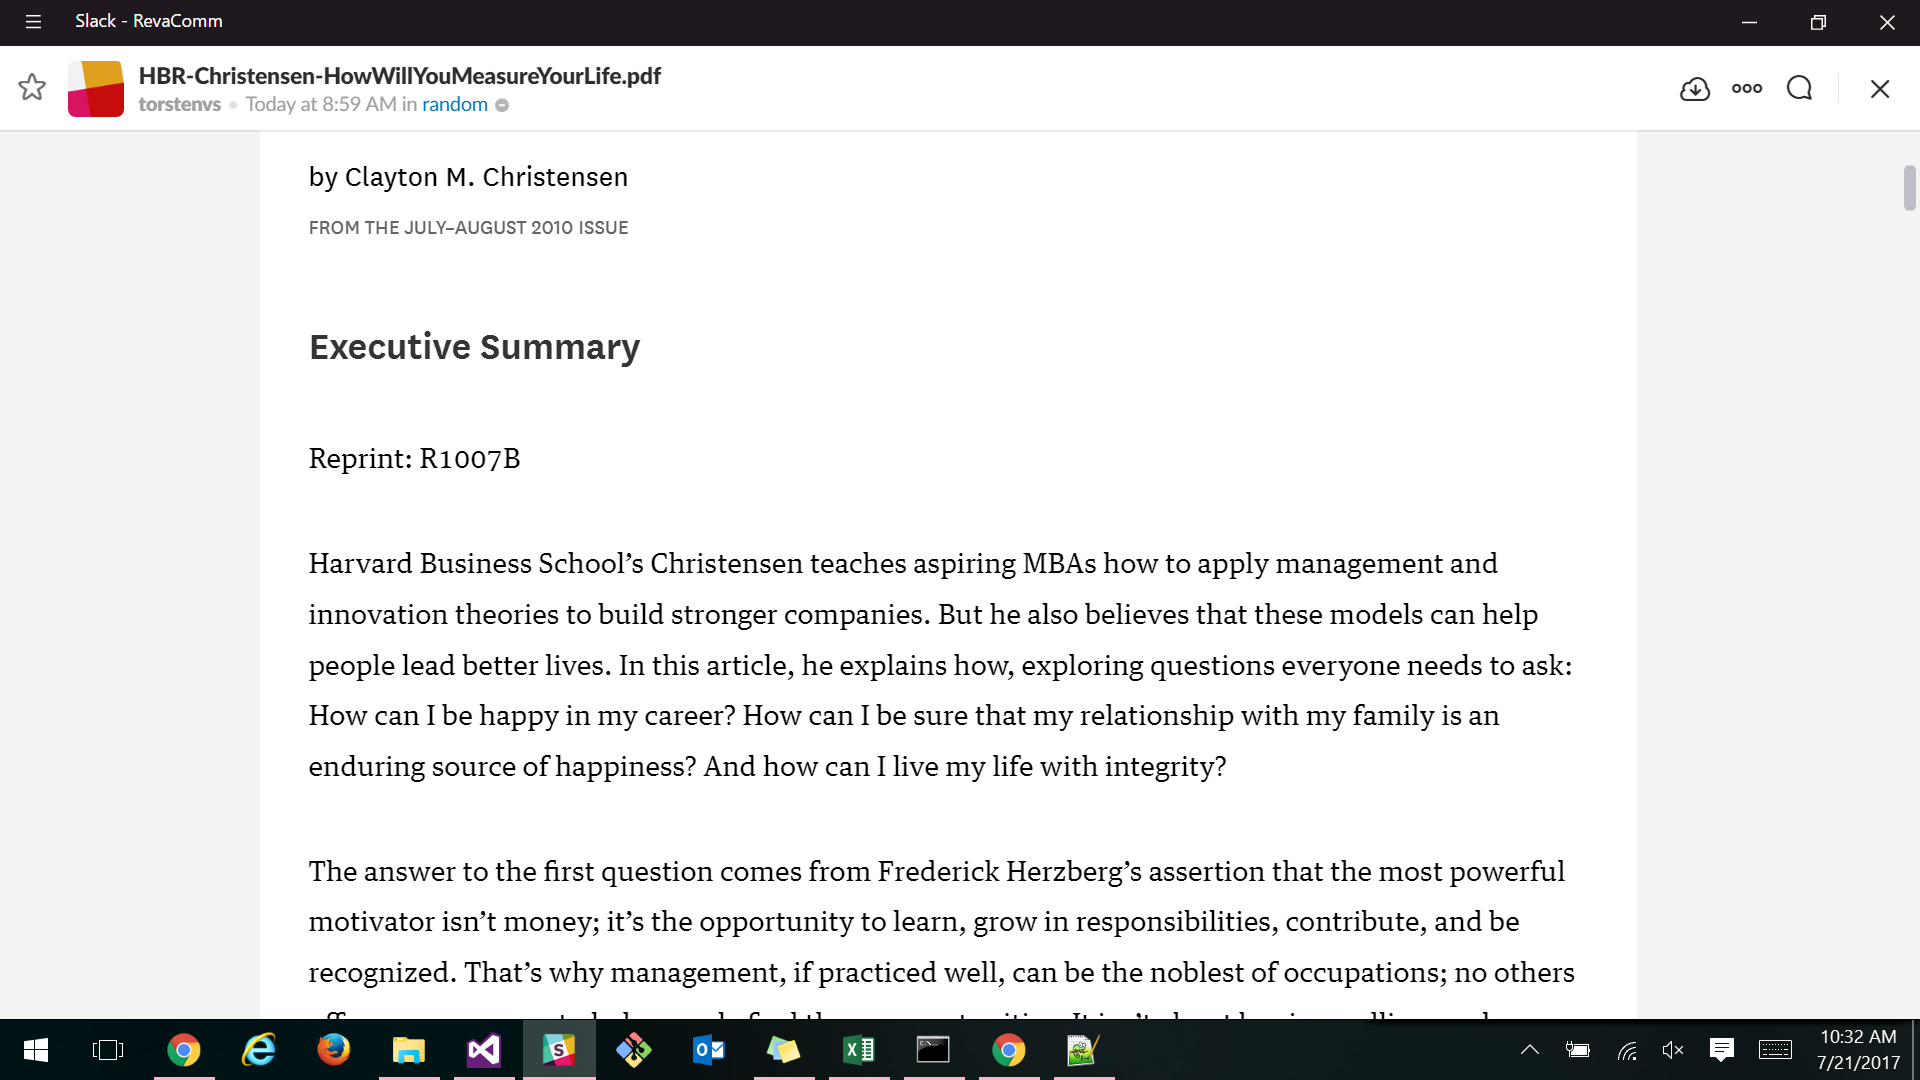 Slack - RevaComm
HBR-Christensen-HowWillYouMeasureYourLife.pdf
torstenvs • Today at 8:59 AM in random
by Clayton M. Christensen
FROM THE JULY–AUGUST 2010 ISSUE
Executive Summary
Reprint: R1007B
Harvard Business School’s Christensen teaches aspiring MBAs how to apply management and
innovation theories to build stronger companies. But he also believes that these models can help
people lead better lives. In this article, he explains how, exploring questions everyone needs to ask:
How can I be happy in my career? How can I be sure that my relationship with my family is an
enduring source of happiness? And how can I live my life with integrity?
The answer to the first question comes from Frederick Herzberg’s assertion that the most powerful
motivator isn’t money; it’s the opportunity to learn, grow in responsibilities, contribute, and be
recognized. That’s why management, if practiced well, can be the noblest of occupations; no others
10:32 AM
7/21/2017